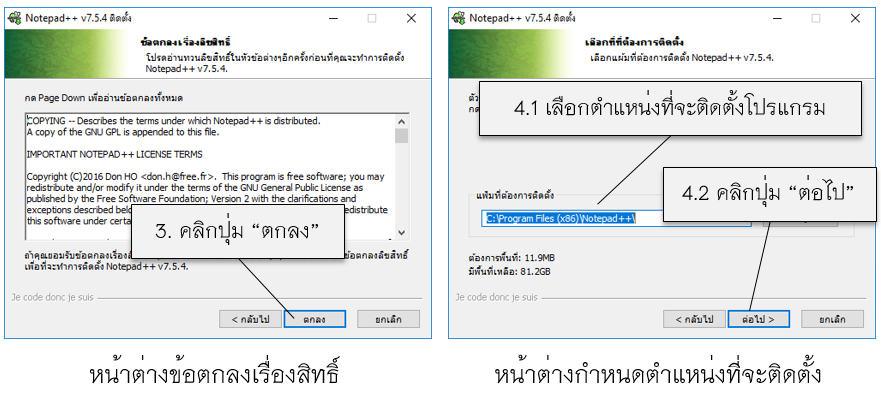 Notepad++ v7.5.4 ติดตั้ง
ข้อตกลงเรื่องลิขสิทธิ์
โปรดอ่านทวนลิขสิทธิ์ในหัวข้อต่างๆอีกครั้งก่อนที่คุณจะทำการติดตั้ง
Notepad++ v7.5.4.
กด Page Down เพื่ออ่านข้อตกลงทั้งหมด
COPYING -- Describes the terms under which Notepad++ is distributed.
A copy of the GNU GPL is appended to this file.
IMPORTANT NOTEPAD++ LICENSE TERMS
Copyright (C)2016 Don HO <don.h@free.fr>. This program is free software; you may
redistribute and/or modify it under the terms of the GNU General Public License as
published by the Free Software Foundation; Version 2 with the clarifications and
exceptions described
redistribute
this software under
3. คลิกปุ่ม “ตกลง”
ถ้าคุณยอมรับข้อตกลงเรื่อง
ข้อตกลงลิขสิทธิ์
เพื่อที่จะทำการติดตั้ง Notepad++ v7.5.4.
Je code donc je suis
< กลับไป
ตกลง
ยกเลิก
หน้าต่างข้อตกลงเรื่องสิทธิ์
Notepad++ v7.5.4 ติดตั้ง
เลือกที่ที่ต้องการติดตั้ง
เลือกแฟ้มที่ต้องการติดตั้ง Notepad++ v7.5.4.
4.1 เลือกตำแหน่งที่จะติดตั้งโปรแกรม
4.2 คลิกปุ่ม “ต่อไป”
แฟ้มที่ต้องการติดตั้ง
C:\Program Files (x86)\Notepad++\
ต้องการพื้นที่: 11.9MB
มีพื้นที่เหลือ: 81.2GB
Je code donc je suis
< กลับไป
ต่อไป >
ยกเลิก
หน้าต่างกำหนดตำแหน่งที่จะติดตั้ง